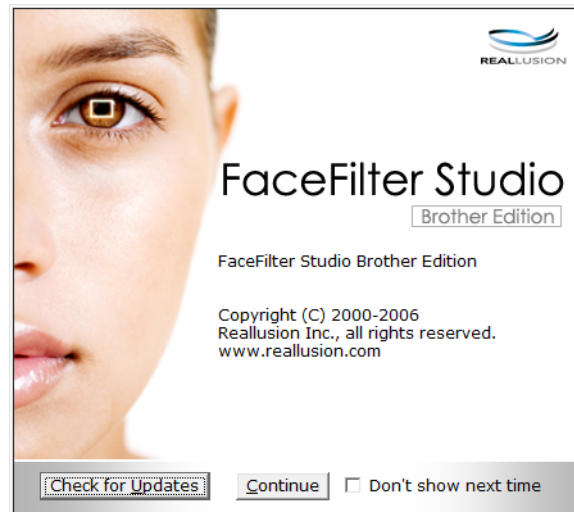 REALLUSION
FaceFilter Studio
Brother Edition
FaceFilter Studio Brother Edition
Copyright (C) 2000-2006
Reallusion Inc., all rights reserved.
www.reallusion.com
Check for Updates Continue Don't show next time